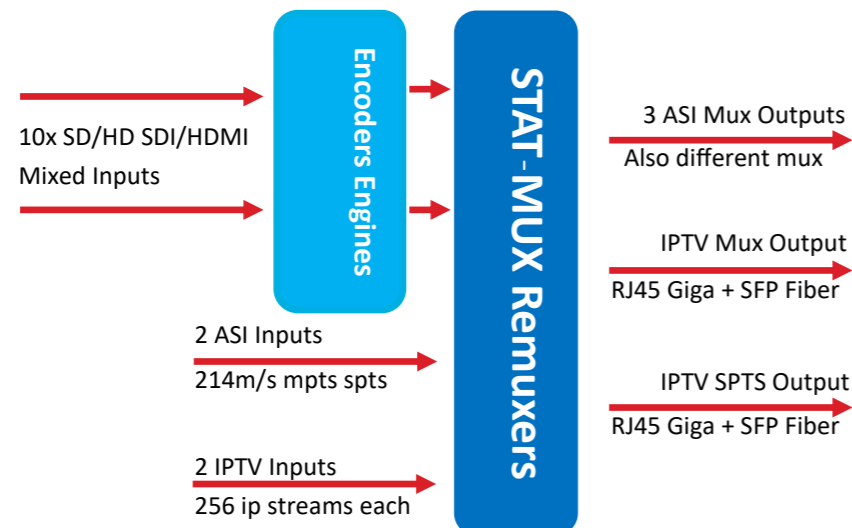 10x SD/HD SDI/HDMI
Mixed Inputs
Encoders Engines
2 ASI Inputs
214m/s mpts spts
2 IPTV Inputs
256 ip streams each
STAT-MUX Remuxers
3 ASI Mux Outputs
Also different mux
IPTV Mux Output
RJ45 Giga + SFP Fiber
IPTV SPTS Output
RJ45 Giga + SFP Fiber